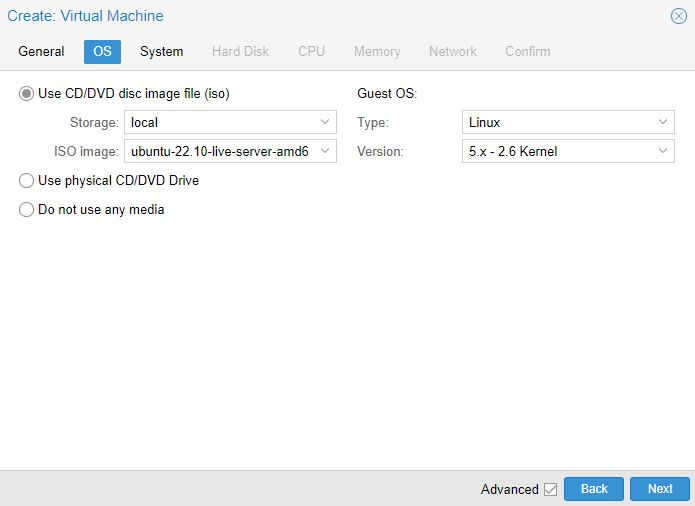 Create: Virtual Machine
General OS System Hard Disk CPU Memory Network Confirm
Use CD/DVD disc image file (iso) Guest OS:
Storage: local Type: Linux
ISO image: ubuntu-22.10-live-server-amd6 Version: 5.x - 2.6 Kernel
Use physical CD/DVD Drive
Do not use any media
Advanced Back Next